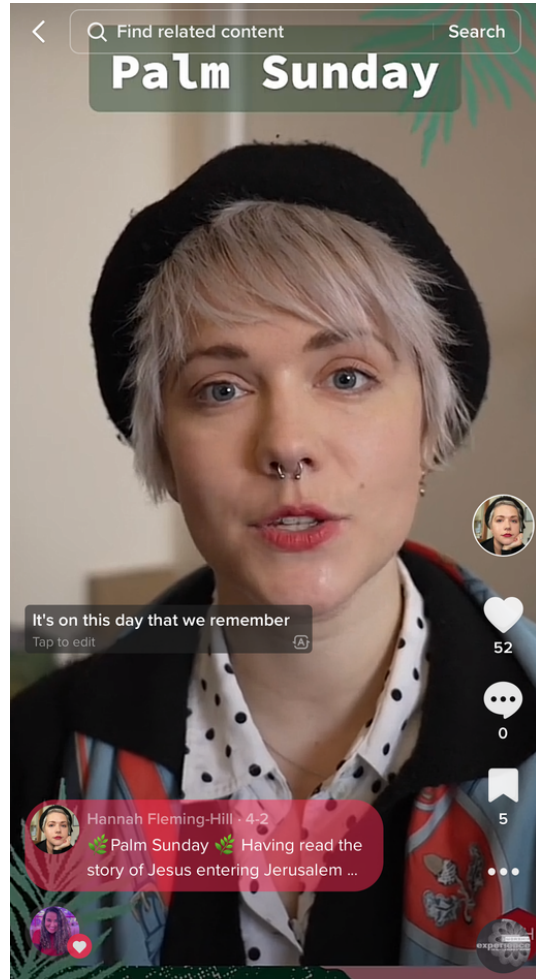 Find related content Search
Palm Sunday
It's on this day that we remember
Tap to edit
A
52
0
Hannah Fleming-Hill · 4-2
🌿Palm Sunday 🌿 Having read the
story of Jesus entering Jerusalem ...
5
experience